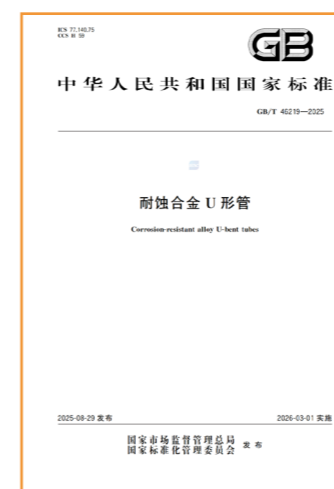 ICS 77.140.75
CCS H 59
GB
中华人民共和国国家标准
GB/T 46219—2025
耐蚀合金 U 形管
Corrosion-resistant alloy U-bent tubes
2025-08-29 发布
2026-03-01 实施
国家市场监督管理总局
国家标准化管理委员会
发布